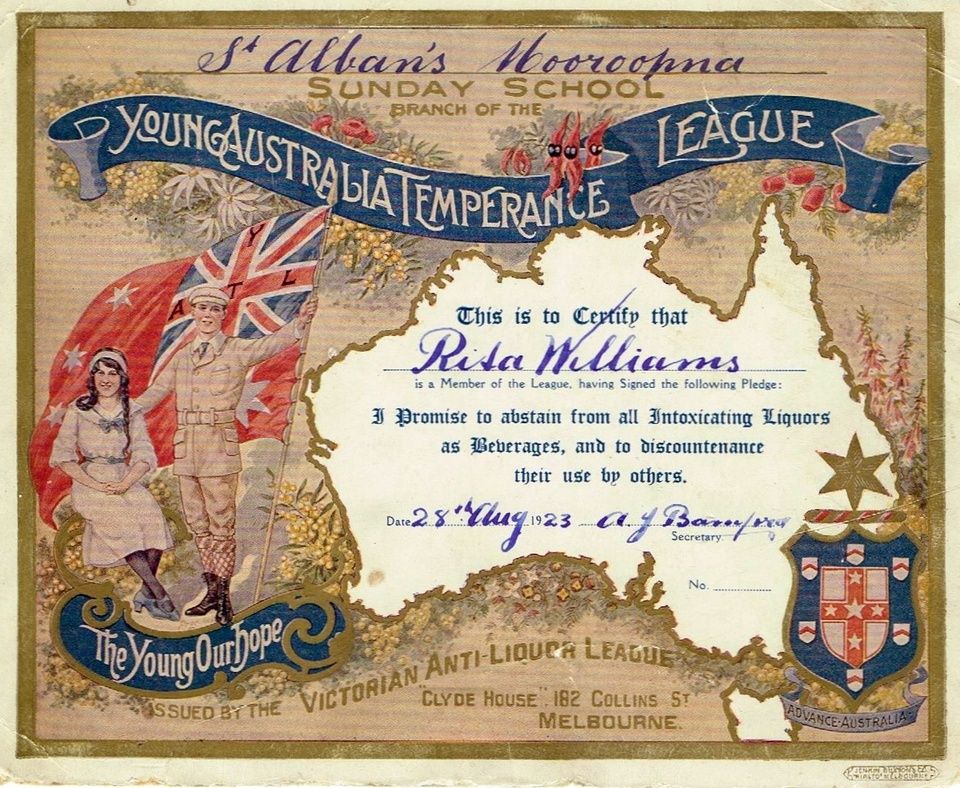 St Alban's Mooroopna
SUNDAY SCHOOL
BRANCH OF THE
YOUNG AUSTRALIA TEMPERANCE LEAGUE
Y
A T L
This is to Certify that
Rita Williams
is a Member of the League, having Signed the following Pledge:
I Promise to abstain from all Intoxicating Liquors
as Beverages, and to discountenance
their use by others.
Date 28th Aug 1923 A J Bamford
Secretary.
No.
The Young Our hope
ISSUED BY THE VICTORIAN ANTI-LIQUOR LEAGUE
"CLYDE HOUSE", 182 COLLINS ST
MELBOURNE.
ADVANCE·AUSTRALIA